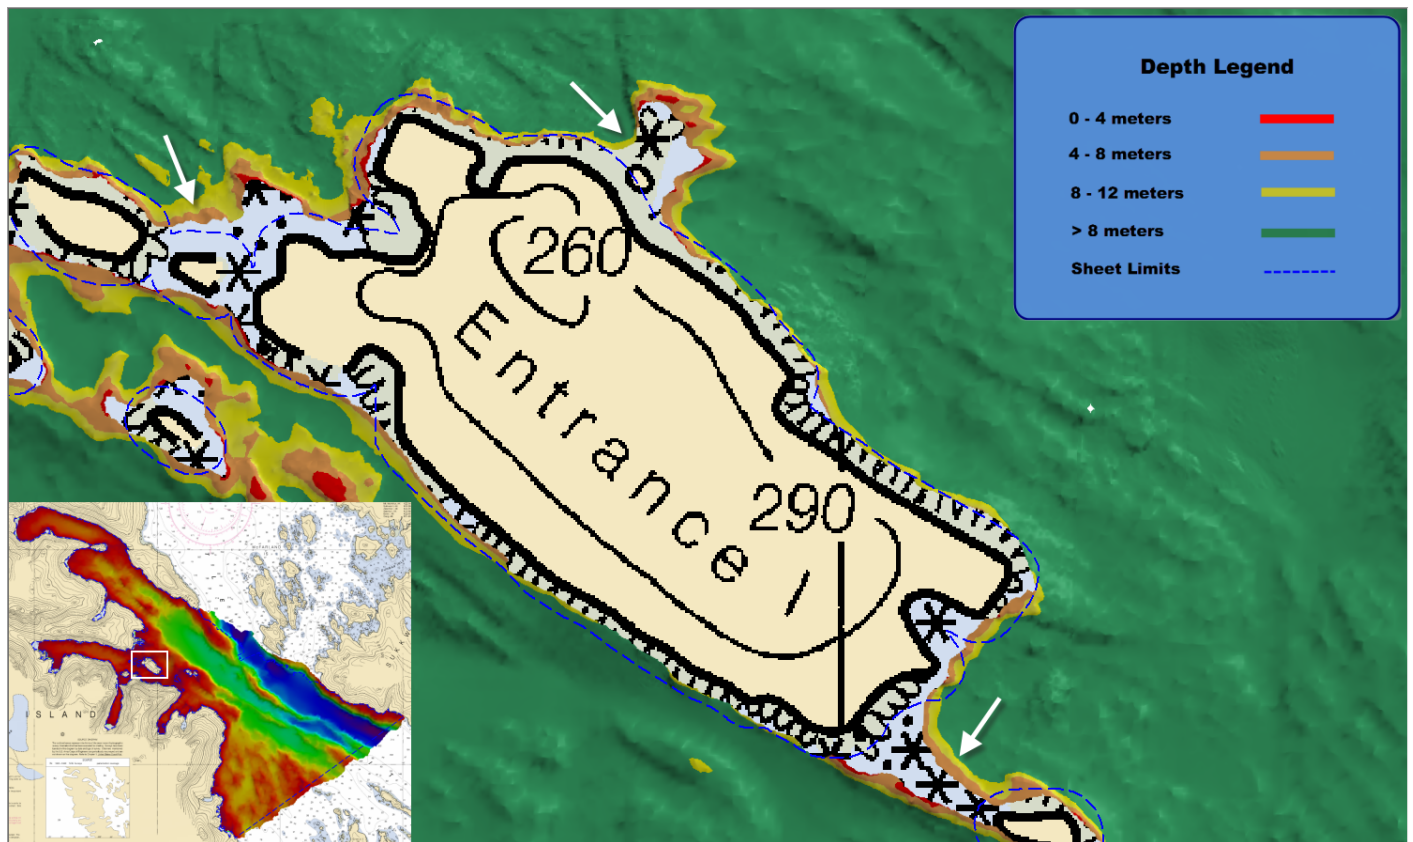 Depth Legend
0 - 4 meters
4 - 8 meters
8 - 12 meters
> 8 meters
Sheet Limits
260
Entrance I
290
ISLAND